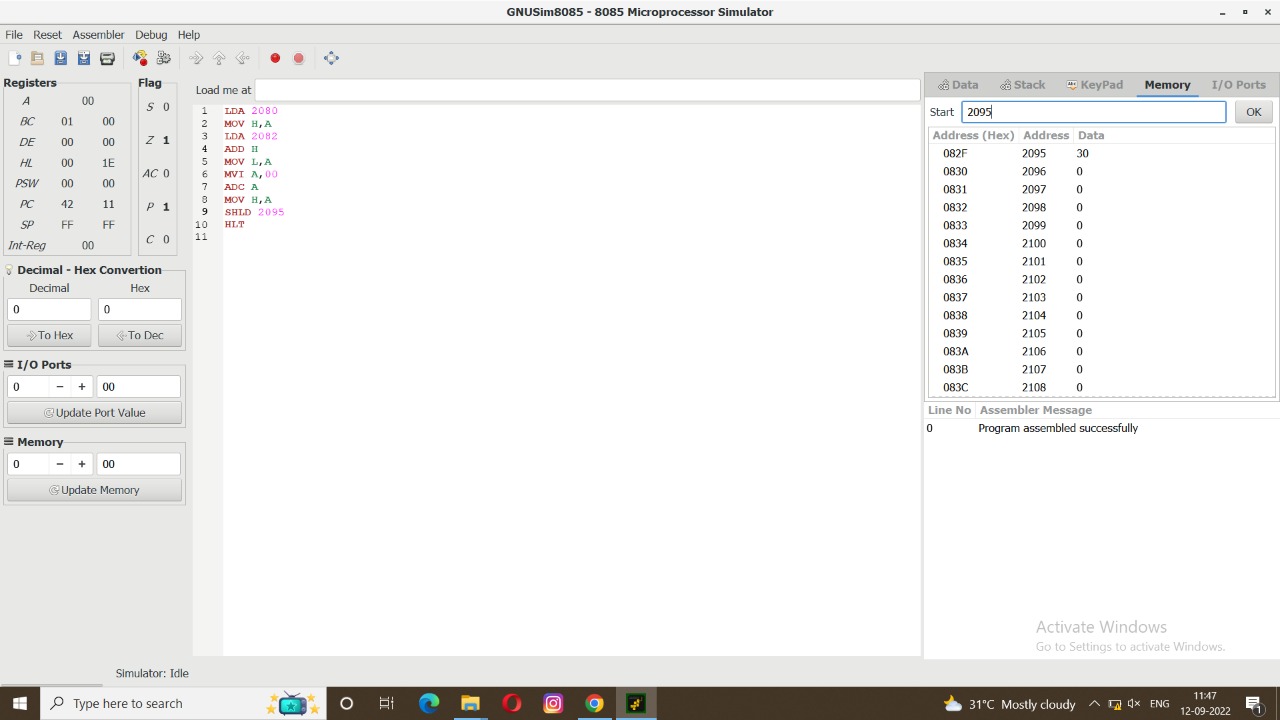 GNUSim8085 - 8085 Microprocessor Simulator
File Reset Assembler Debug Help
Registers
A 00
BC 01 00
DE 00 00
HL 00 1E
PSW 00 00
PC 42 11
SP FF FF
Int-Reg 00
Flag
S 0
Z 1
AC 0
P 1
C 0
Decimal - Hex Convertion
Decimal Hex
0 0
To Hex To Dec
I/O Ports
0 − + 00
Update Port Value
Memory
0 − + 00
Update Memory
Load me at
1 LDA 2080
2 MOV H,A
3 LDA 2082
4 ADD H
5 MOV L,A
6 MVI A,00
7 ADC A
8 MOV H,A
9 SHLD 2095
10 HLT
11
Data Stack KeyPad Memory I/O Ports
Start 2095 OK
Address (Hex) Address Data
082F 2095 30
0830 2096 0
0831 2097 0
0832 2098 0
0833 2099 0
0834 2100 0
0835 2101 0
0836 2102 0
0837 2103 0
0838 2104 0
0839 2105 0
083A 2106 0
083B 2107 0
083C 2108 0
Line No Assembler Message
0 Program assembled successfully
Activate Windows
Go to Settings to activate Windows.
Simulator: Idle
Type here to search
31°C Mostly cloudy
ENG
11:47
12-09-2022
1